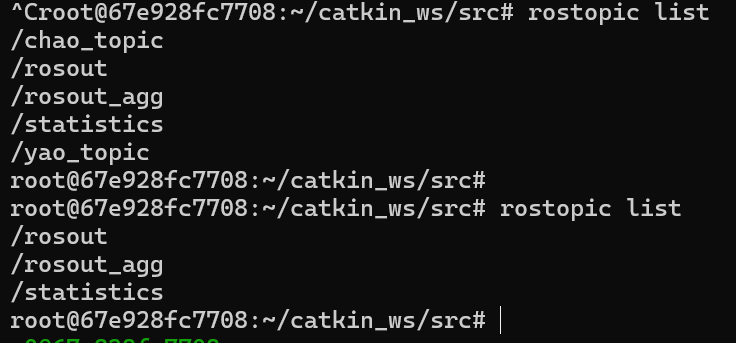 ^Croot@67e928fc7708:~/catkin_ws/src# rostopic list
/chao_topic
/rosout
/rosout_agg
/statistics
/yao_topic
root@67e928fc7708:~/catkin_ws/src#
root@67e928fc7708:~/catkin_ws/src# rostopic list
/rosout
/rosout_agg
/statistics
root@67e928fc7708:~/catkin_ws/src#